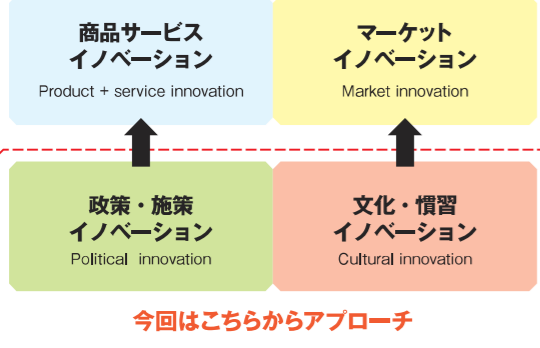 商品サービス
イノベーション
Product + service innovation
マーケット
イノベーション
Market innovation
政策・施策
イノベーション
Political innovation
文化・慣習
イノベーション
Cultural innovation
今回はこちらからアプローチ